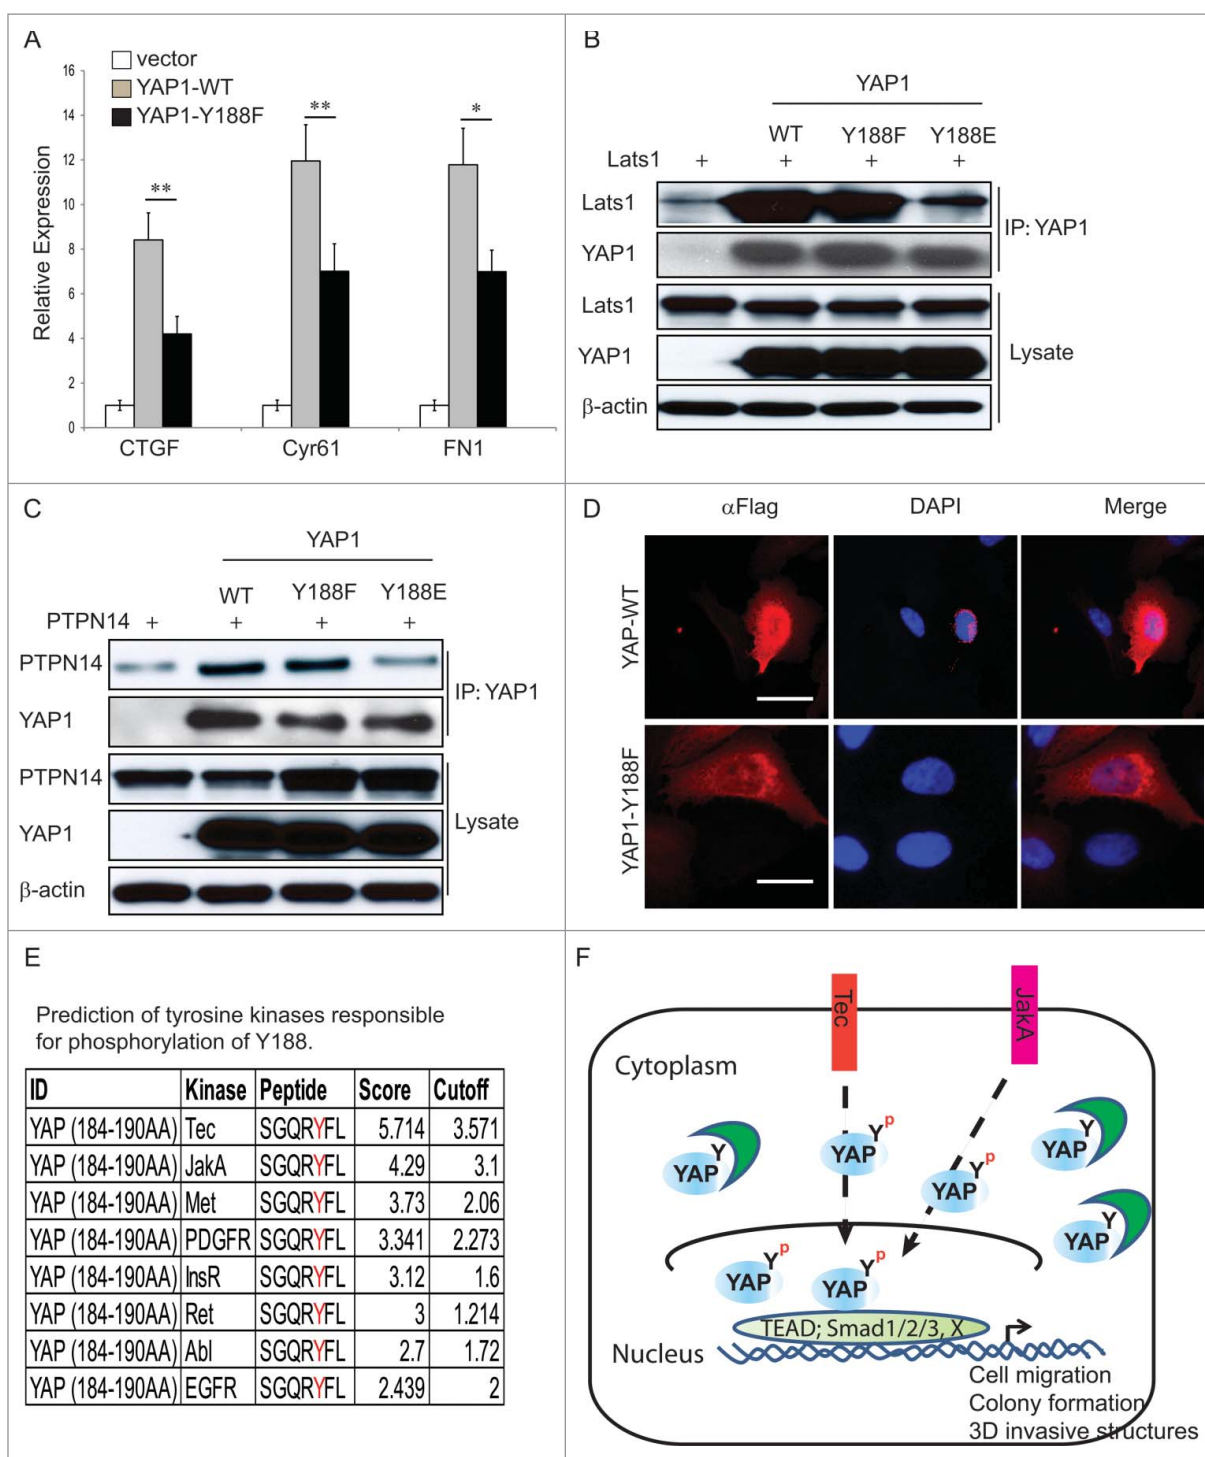 A
vector
YAP1-WT
YAP1-Y188F
Relative Expression
16
14
12
10
8
6
4
2
0
**
**
*
CTGF Cyr61 FN1
B
YAP1
WT Y188F Y188E
Lats1 + + + +
Lats1
YAP1
IP: YAP1
Lats1
YAP1
β-actin
Lysate
C
YAP1
WT Y188F Y188E
PTPN14 + + + +
PTPN14
YAP1
IP: YAP1
PTPN14
YAP1
β-actin
Lysate
D
αFlag DAPI Merge
YAP-WT
YAP1-Y188F
E
Prediction of tyrosine kinases responsible
for phosphorylation of Y188.
ID Kinase Peptide Score Cutoff
YAP (184-190AA) Tec SGQRYFL 5.714 3.571
YAP (184-190AA) JakA SGQRYFL 4.29 3.1
YAP (184-190AA) Met SGQRYFL 3.73 2.06
YAP (184-190AA) PDGFR SGQRYFL 3.341 2.273
YAP (184-190AA) InsR SGQRYFL 3.12 1.6
YAP (184-190AA) Ret SGQRYFL 3 1.214
YAP (184-190AA) Abl SGQRYFL 2.7 1.72
YAP (184-190AA) EGFR SGQRYFL 2.439 2
F
Tec
JakA
Cytoplasm
YAP Y
YAP Yp
YAP Yp
YAP Y
YAP Y
YAP Yp
YAP Yp
TEAD; Smad1/2/3, X
Nucleus
Cell migration
Colony formation
3D invasive structures